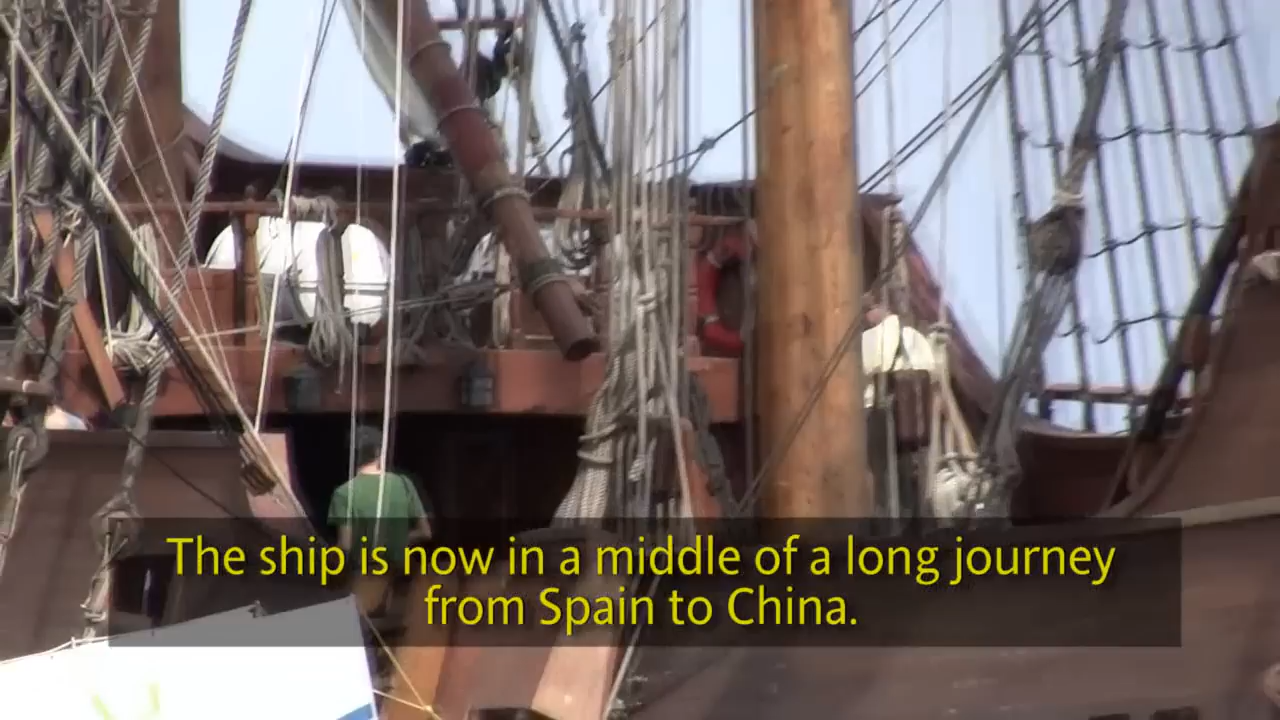 The ship is now in a middle of a long journey
from Spain to China.